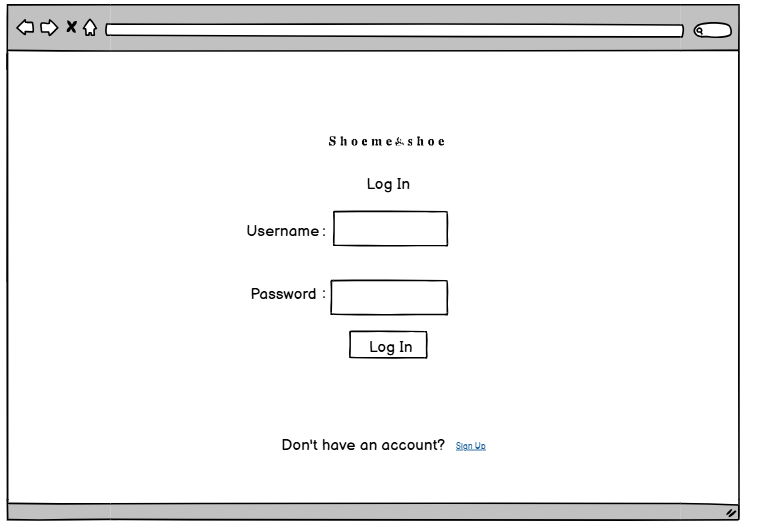 Shoeme&shoe
Log In
Username :
Password :
Log In
Don't have an account? Sign Up